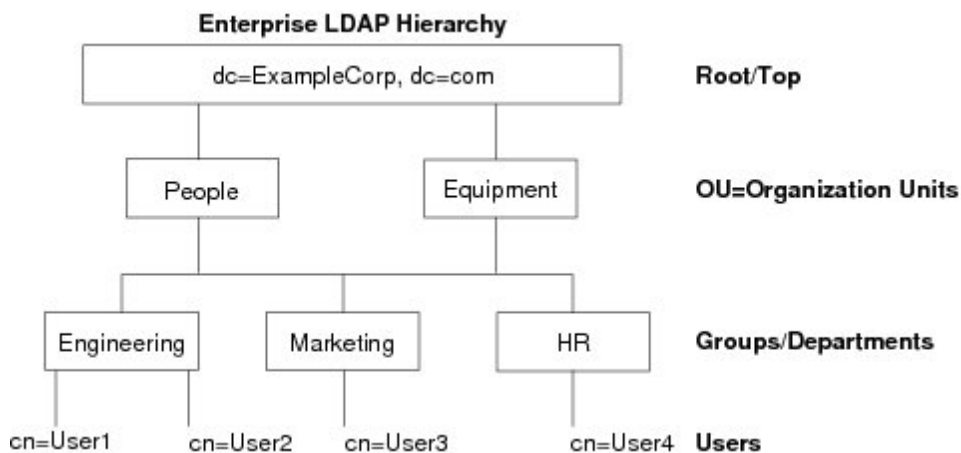 Enterprise LDAP Hierarchy
dc=ExampleCorp, dc=com
Root/Top
People
Equipment
OU=Organization Units
Engineering
Marketing
HR
Groups/Departments
cn=User1
cn=User2
cn=User3
cn=User4
Users